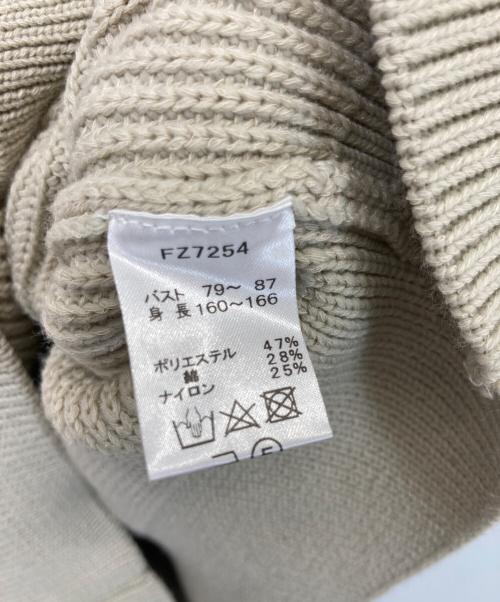 FZ7254
バスト 79～ 87
身 長 160～166
ポリエステル 47%
綿 28%
ナイロン 25%
F